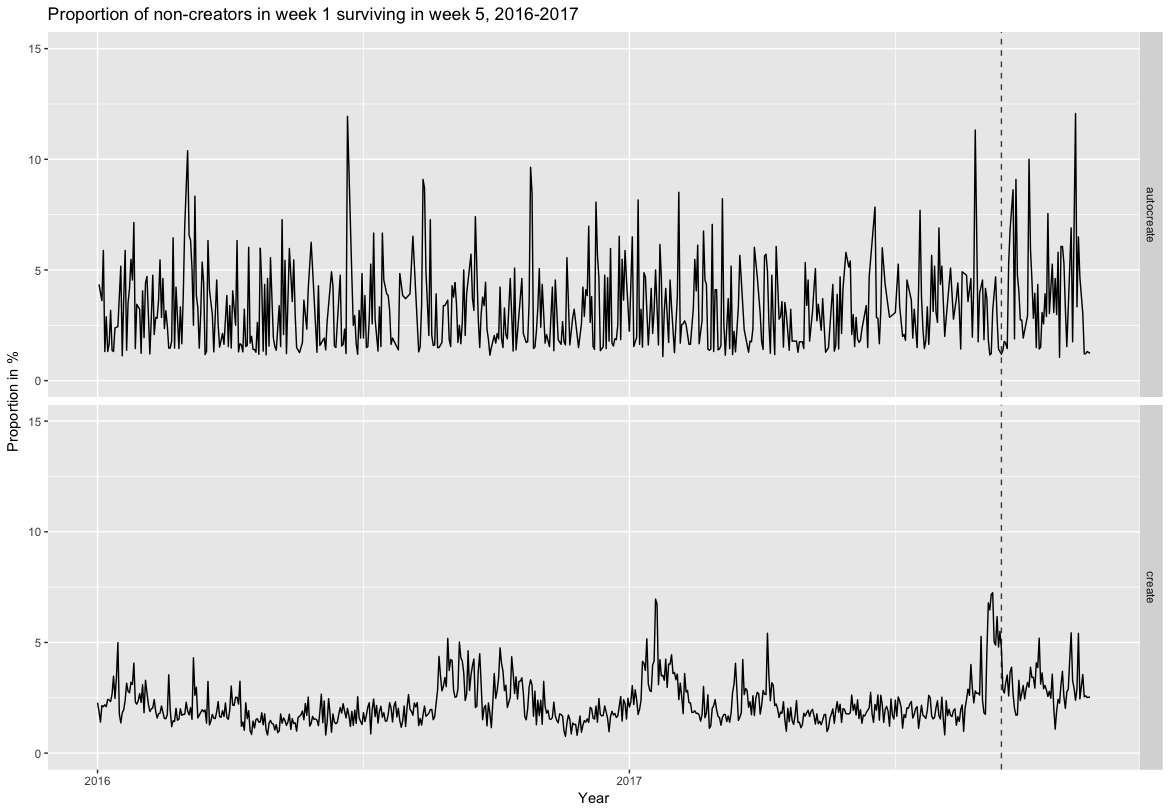 Proportion of non-creators in week 1 surviving in week 5, 2016-2017
Proportion in %
15
10
5
0
autocreate
15
10
5
0
create
2016
2017
Year